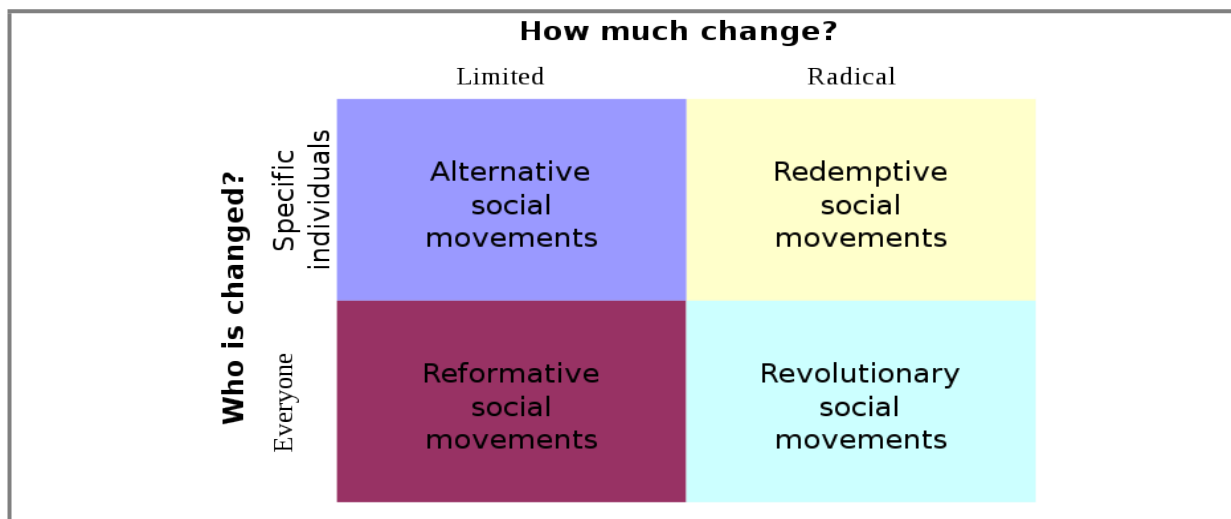 How much change?
Limited
Radical
Who is changed?
Specific
individuals
Alternative
social
movements
Redemptive
social
movements
Everyone
Reformative
social
movements
Revolutionary
social
movements